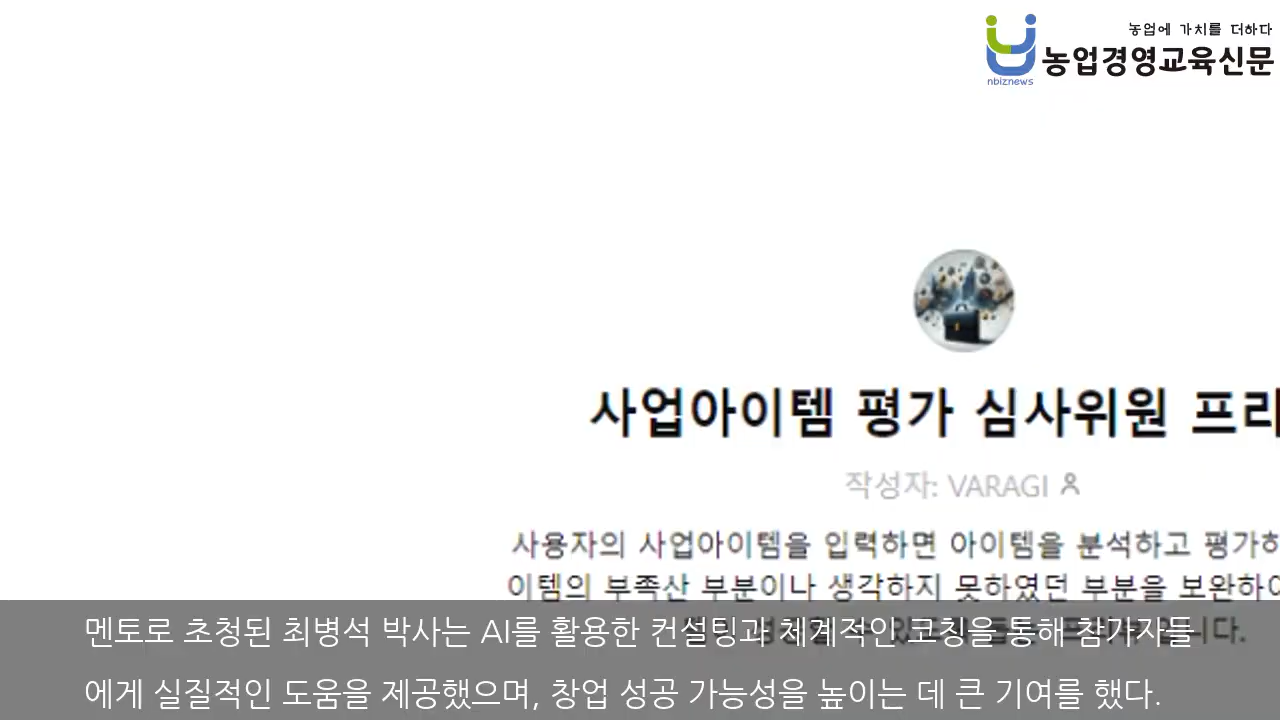 농업에 가치를 더하다
농업경영교육신문
nbiznews
사업아이템 평가 심사위원 프리
작성자: VARAGI
사용자의 사업아이템을 입력하면 아이템을 분석하고 평가하
이템의 부족산 부분이나 생각하지 못하였던 부분을 보완하여
멘토로 초청된 최병석 박사는 AI를 활용한 컨설팅과 체계적인 코칭을 통해 참가자들
에게 실질적인 도움을 제공했으며, 창업 성공 가능성을 높이는 데 큰 기여를 했다.